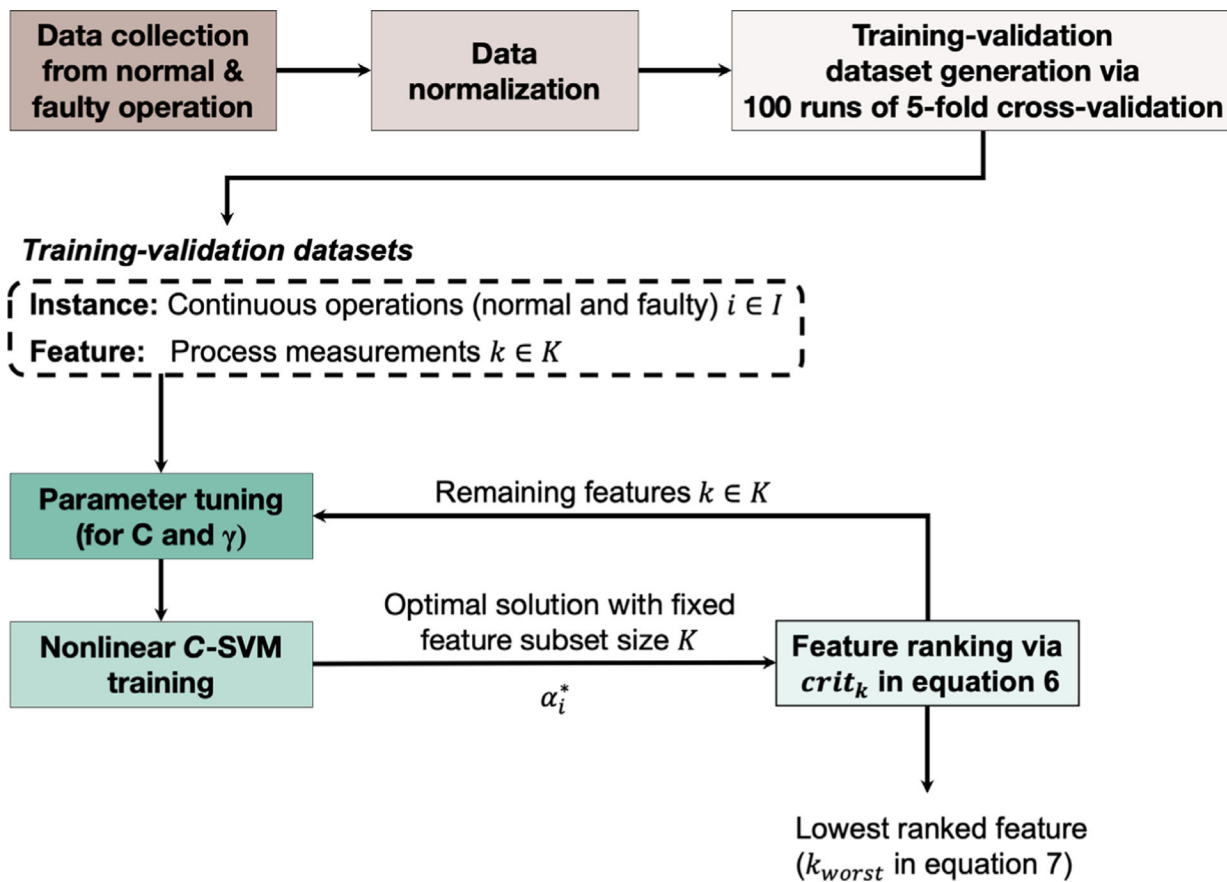 Data collection
from normal &
faulty operation
Data
normalization
Training-validation
dataset generation via
100 runs of 5-fold cross-validation
Training-validation datasets
Instance: Continuous operations (normal and faulty) i ∈ I
Feature: Process measurements k ∈ K
Parameter tuning
(for C and γ)
Remaining features k ∈ K
Nonlinear C-SVM
training
Optimal solution with fixed
feature subset size K
α_i^*
Feature ranking via
crit_k in equation 6
Lowest ranked feature
(k_worst in equation 7)